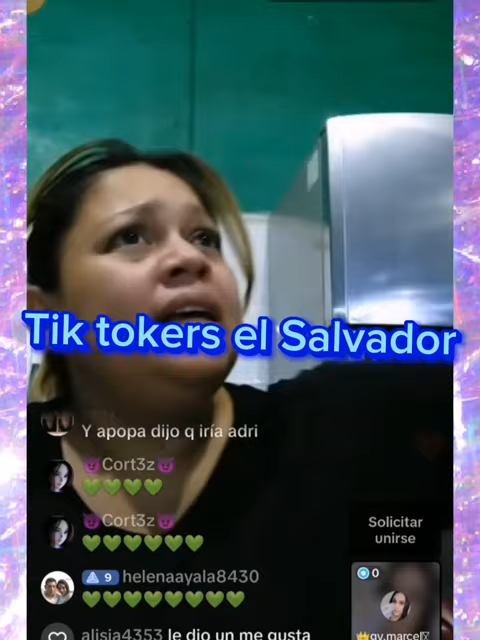 Tik tokers el Salvador
Y apopa dijo q iría adri
😈Cort3z😈
💚💚💚💚
😈Cort3z😈
💚💚💚💚💚💚
Solicitar
unirse
9 helenaayala8430
💚💚💚💚💚💚💚💚
0
alisia4353 le dio un me gusta